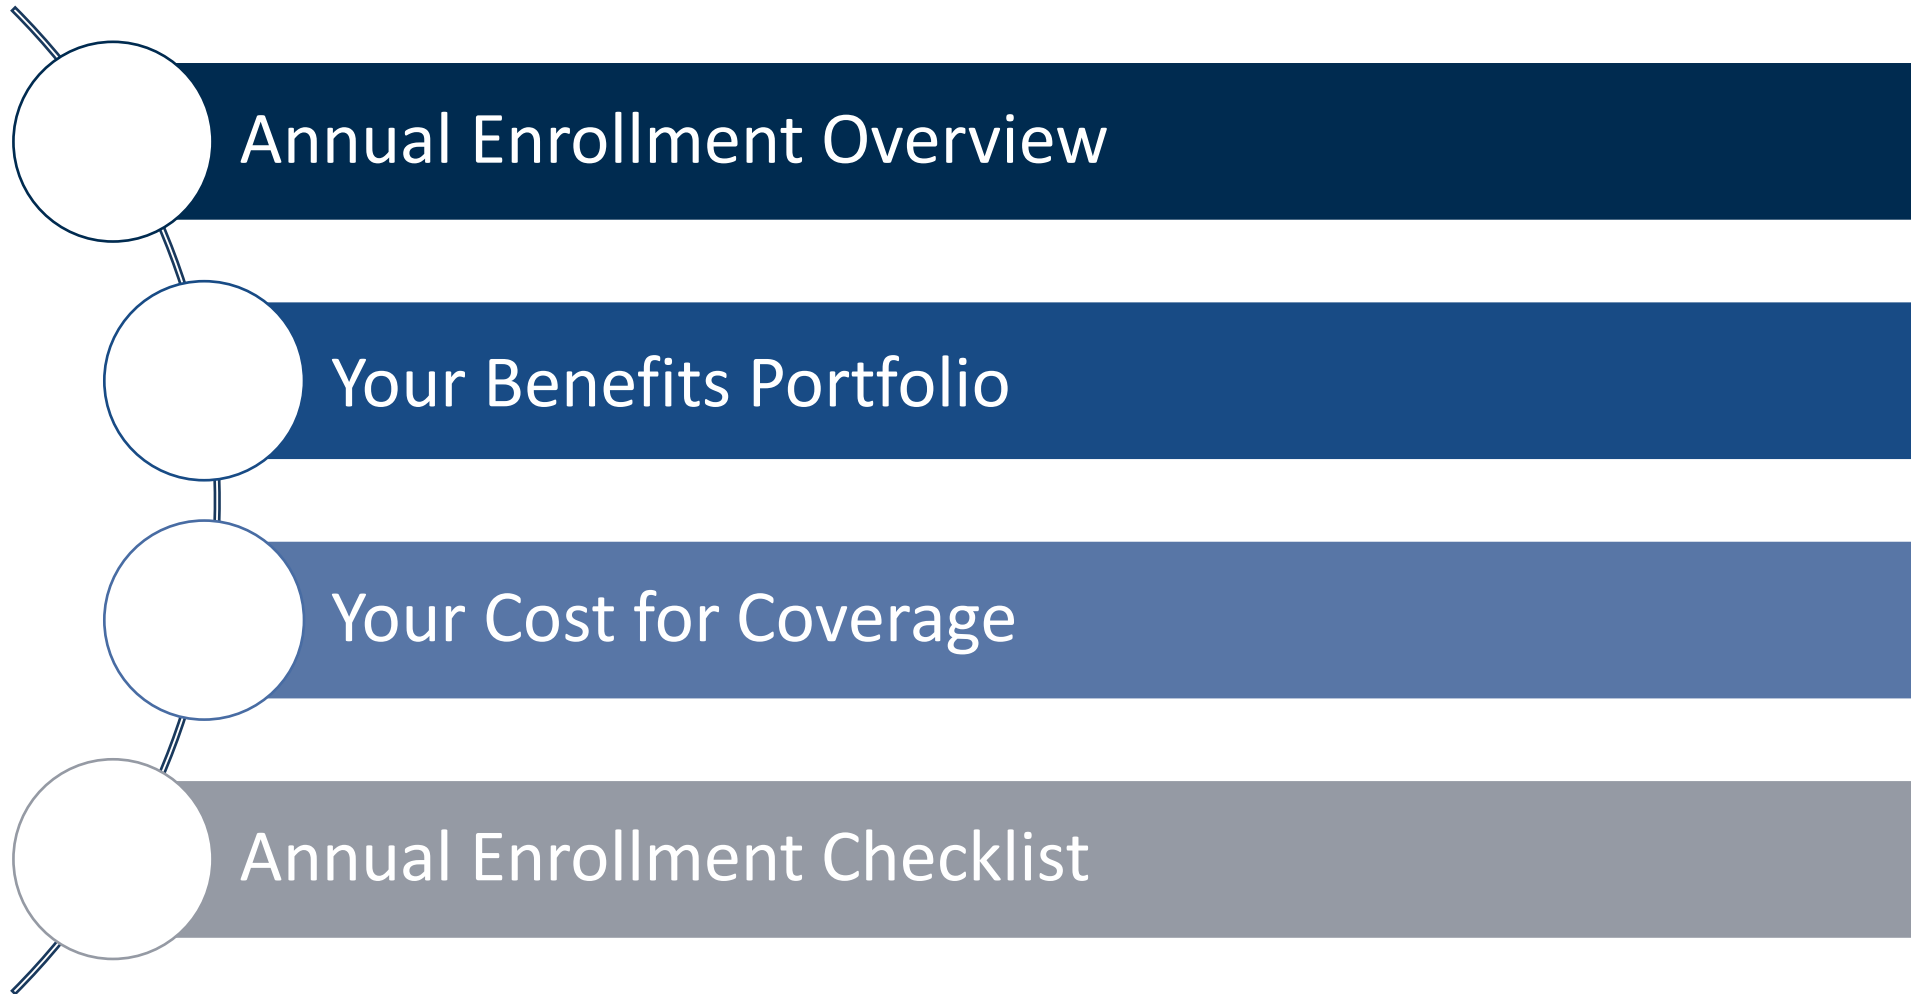 Annual Enrollment Overview
Your Benefits Portfolio
Your Cost for Coverage
Annual Enrollment Checklist